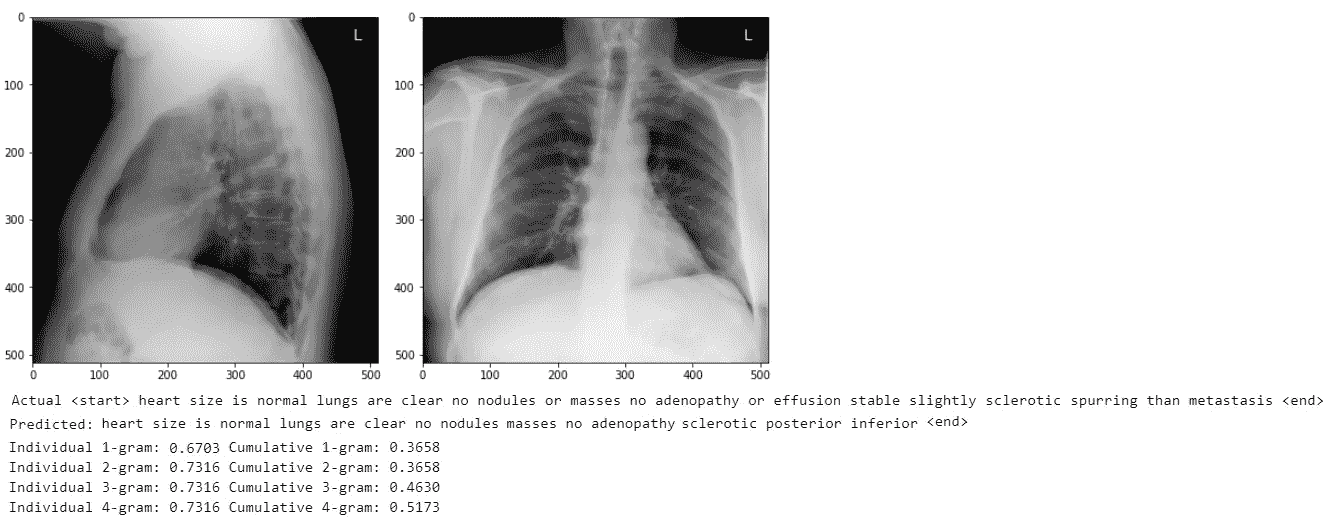 0
100
200
300
400
500
0 100 200 300 400 500
L
0
100
200
300
400
500
0 100 200 300 400 500
L
Actual <start> heart size is normal lungs are clear no nodules or masses no adenopathy or effusion stable slightly sclerotic spurring than metastasis <end>
Predicted: heart size is normal lungs are clear no nodules masses no adenopathy sclerotic posterior inferior <end>
Individual 1-gram: 0.6703 Cumulative 1-gram: 0.3658
Individual 2-gram: 0.7316 Cumulative 2-gram: 0.3658
Individual 3-gram: 0.7316 Cumulative 3-gram: 0.4630
Individual 4-gram: 0.7316 Cumulative 4-gram: 0.5173